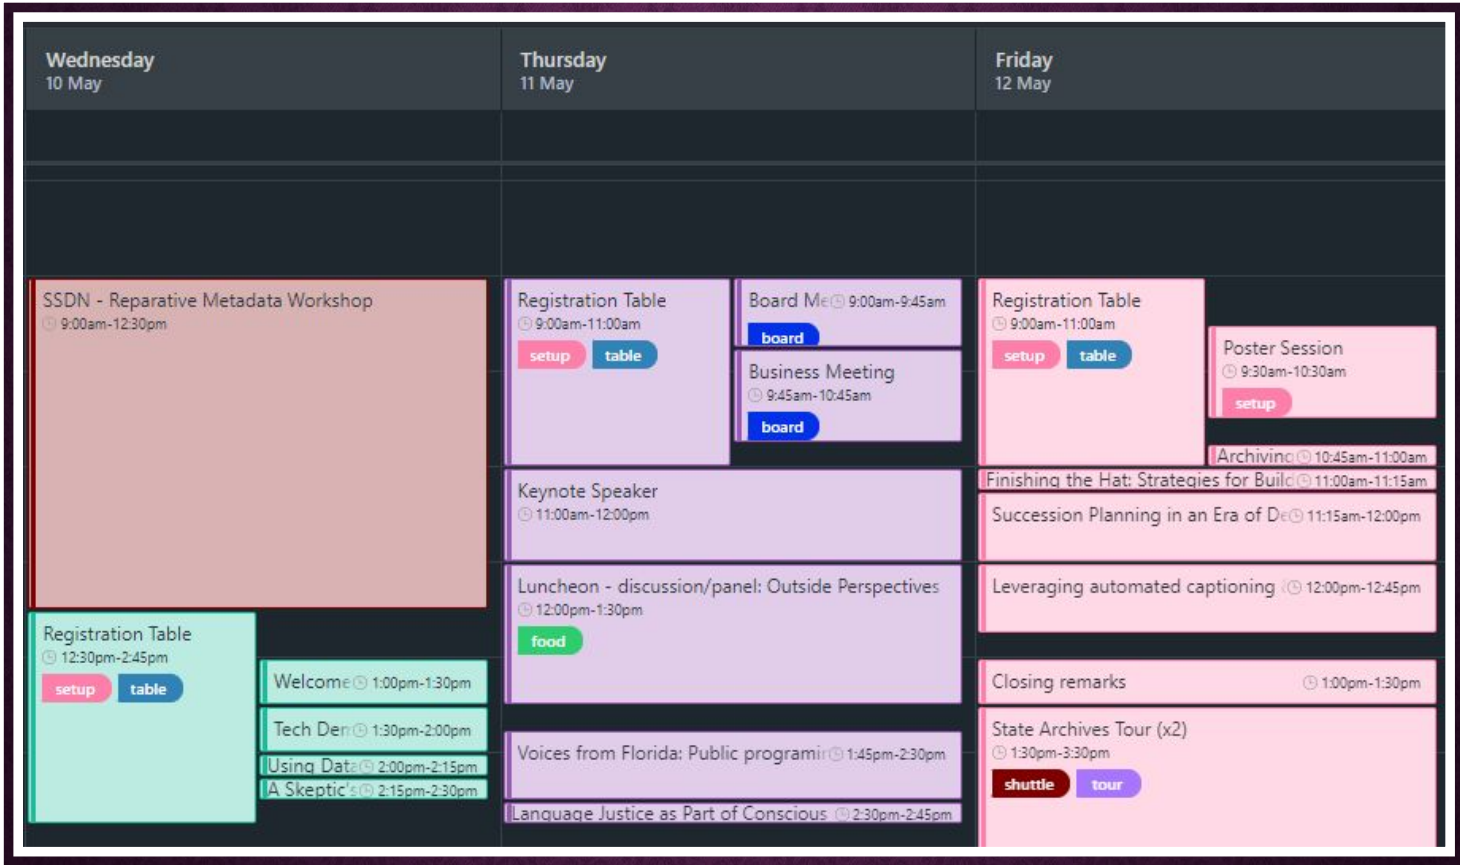 Wednesday
10 May
Thursday
11 May
Friday
12 May
SSDN - Reparative Metadata Workshop
9:00am-12:30pm
Registration Table
12:30pm-2:45pm
setup table
Welcome 1:00pm-1:30pm
Tech Den 1:30pm-2:00pm
Using Data 2:00pm-2:15pm
A Skeptic's 2:15pm-2:30pm
Registration Table
9:00am-11:00am
setup table
Board Me 9:00am-9:45am
board
Business Meeting
9:45am-10:45am
board
Keynote Speaker
11:00am-12:00pm
Luncheon - discussion/panel: Outside Perspectives
12:00pm-1:30pm
food
Voices from Florida: Public programin 1:45pm-2:30pm
Language Justice as Part of Conscious 2:30pm-2:45pm
Registration Table
9:00am-11:00am
setup table
Poster Session
9:30am-10:30am
setup
Archiving 10:45am-11:00am
Finishing the Hat: Strategies for Build 11:00am-11:15am
Succession Planning in an Era of De 11:15am-12:00pm
Leveraging automated captioning 12:00pm-12:45pm
Closing remarks 1:00pm-1:30pm
State Archives Tour (x2)
1:30pm-3:30pm
shuttle tour